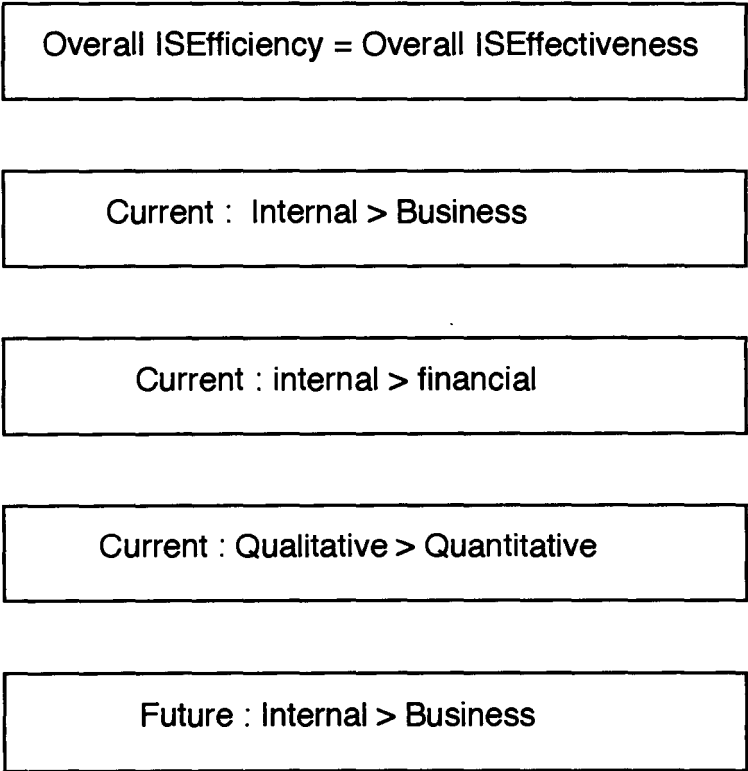 Overall ISEfficiency = Overall ISEffectiveness
Current : Internal > Business
Current : internal > financial
Current : Qualitative > Quantitative
Future : Internal > Business